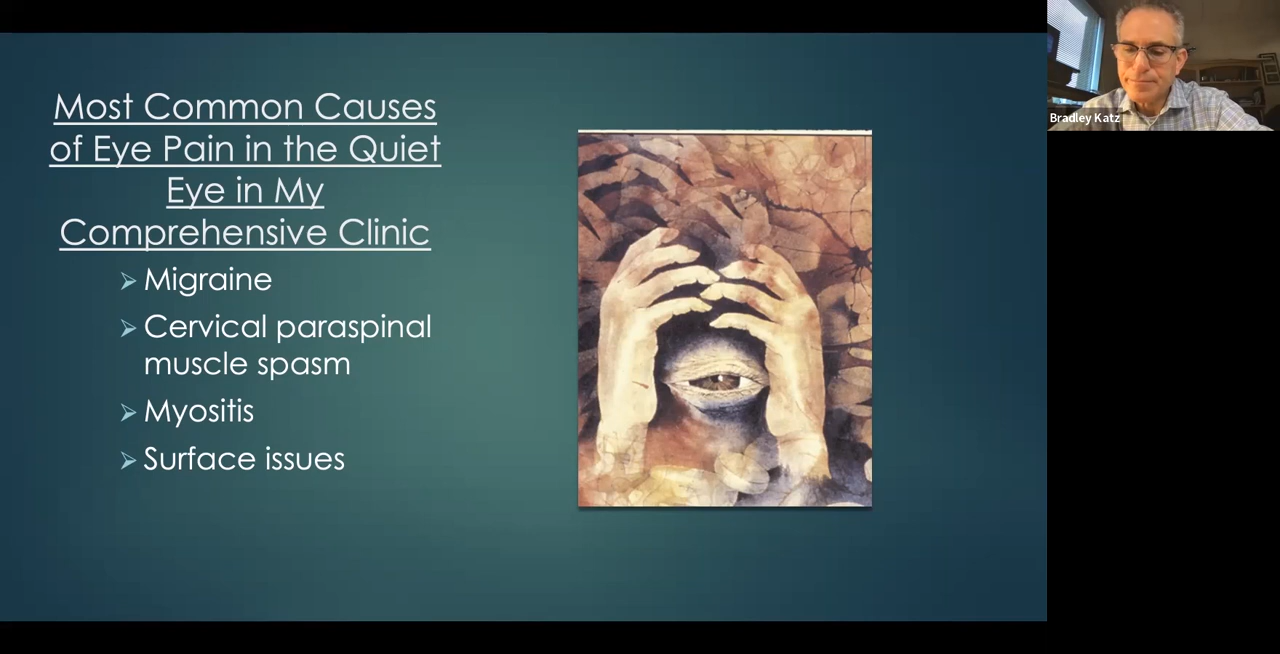 Most Common Causes
of Eye Pain in the Quiet
Eye in My
Comprehensive Clinic
Migraine
Cervical paraspinal
muscle spasm
Myositis
Surface issues
Bradley Katz